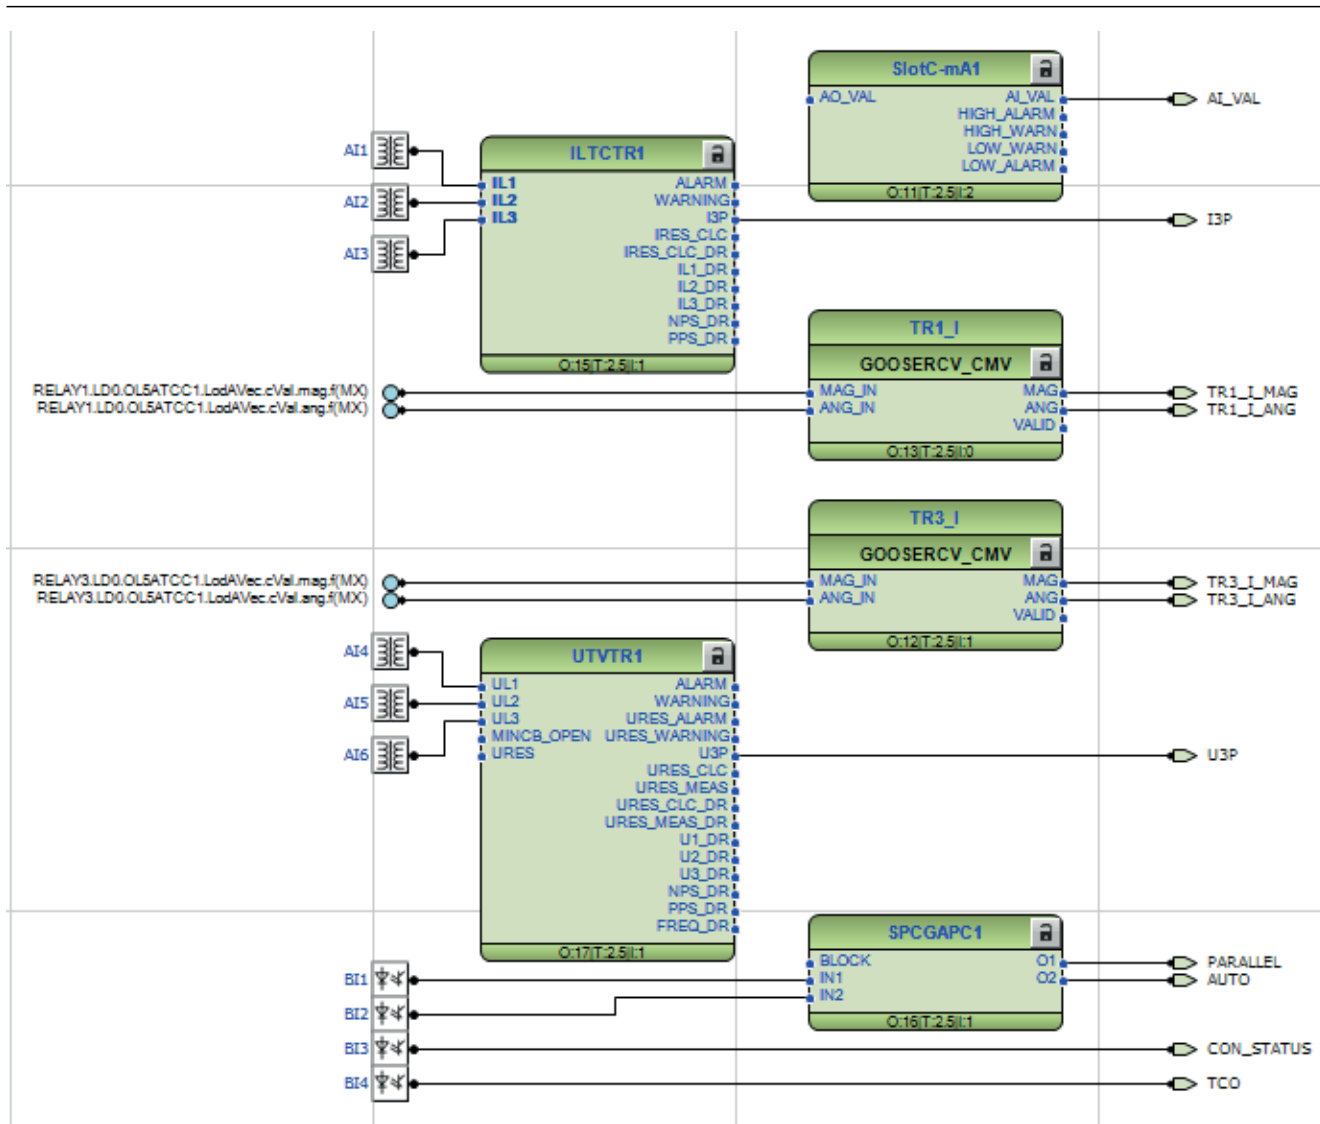 SlotC-mA1
AO_VAL AI_VAL AI_VAL
HIGH_ALARM
HIGH_WARN
LOW_WARN
LOW_ALARM
O:11|T:2.5|I:2
AI1 ILTCTR1
IL1 ALARM
AI2 IL2 WARNING
IL3 I3P I3P
IRES_CLC
AI3 IRES_CLC_DR
IL1_DR
IL2_DR
IL3_DR
NPS_DR
PPS_DR
O:15|T:2.5|I:1
TR1_I
GOOSERCV_CMV
RELAY1.LD0.OL5ATCC1.LodAVec.cVal.mag.f(MX) MAG_IN MAG TR1_I_MAG
RELAY1.LD0.OL5ATCC1.LodAVec.cVal.ang.f(MX) ANG_IN ANG TR1_I_ANG
VALID
O:13|T:2.5|I:0
TR3_I
GOOSERCV_CMV
RELAY3.LD0.OL5ATCC1.LodAVec.cVal.mag.f(MX) MAG_IN MAG TR3_I_MAG
RELAY3.LD0.OL5ATCC1.LodAVec.cVal.ang.f(MX) ANG_IN ANG TR3_I_ANG
VALID
O:12|T:2.5|I:1
AI4 UTVTR1
UL1 ALARM
AI5 UL2 WARNING
UL3 URES_ALARM
MINCB_OPEN URES_WARNING
AI6 URES U3P U3P
URES_CLC
URES_MEAS
URES_CLC_DR
URES_MEAS_DR
U1_DR
U2_DR
U3_DR
NPS_DR
PPS_DR
FREQ_DR
O:17|T:2.5|I:1
SPCGAPC1
BLOCK O1 PARALLEL
BI1 IN1 O2 AUTO
BI2 IN2
O:16|T:2.5|I:1
BI3 CON_STATUS
BI4 TCO